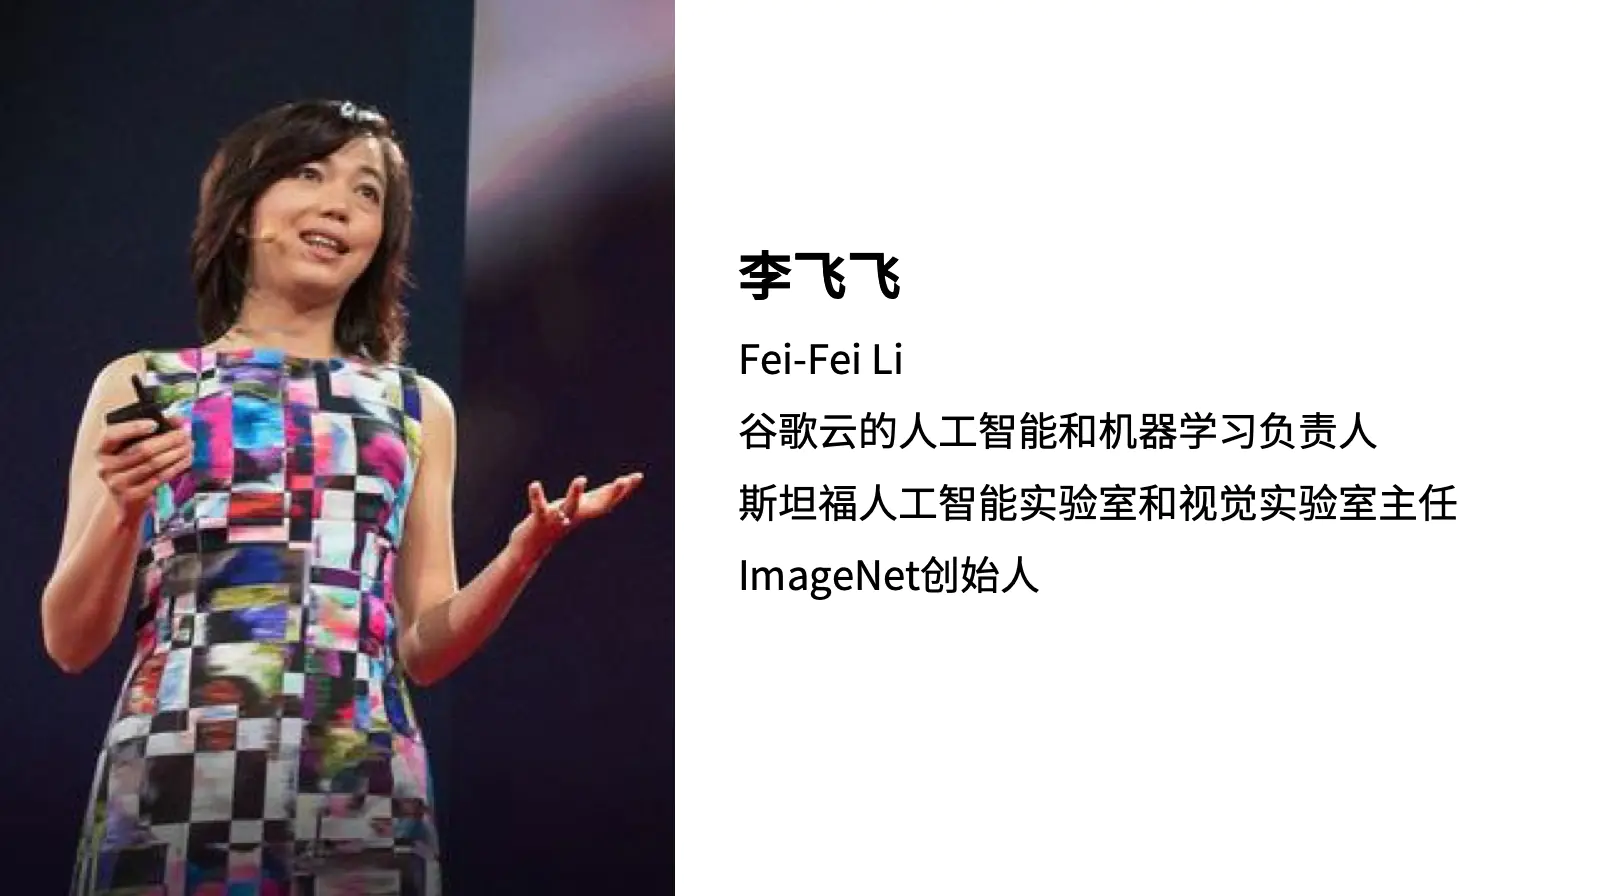 李飞飞
Fei-Fei Li
谷歌云的人工智能和机器学习负责人
斯坦福人工智能实验室和视觉实验室主任
ImageNet创始人